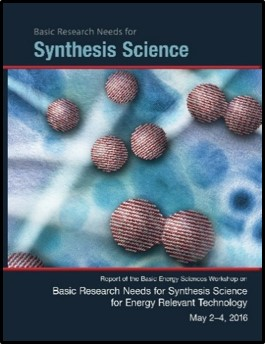 Basic Research Needs for
Synthesis Science
Report of the Basic Energy Sciences Workshop on
Basic Research Needs for Synthesis Science
for Energy Relevant Technology
May 2–4, 2016